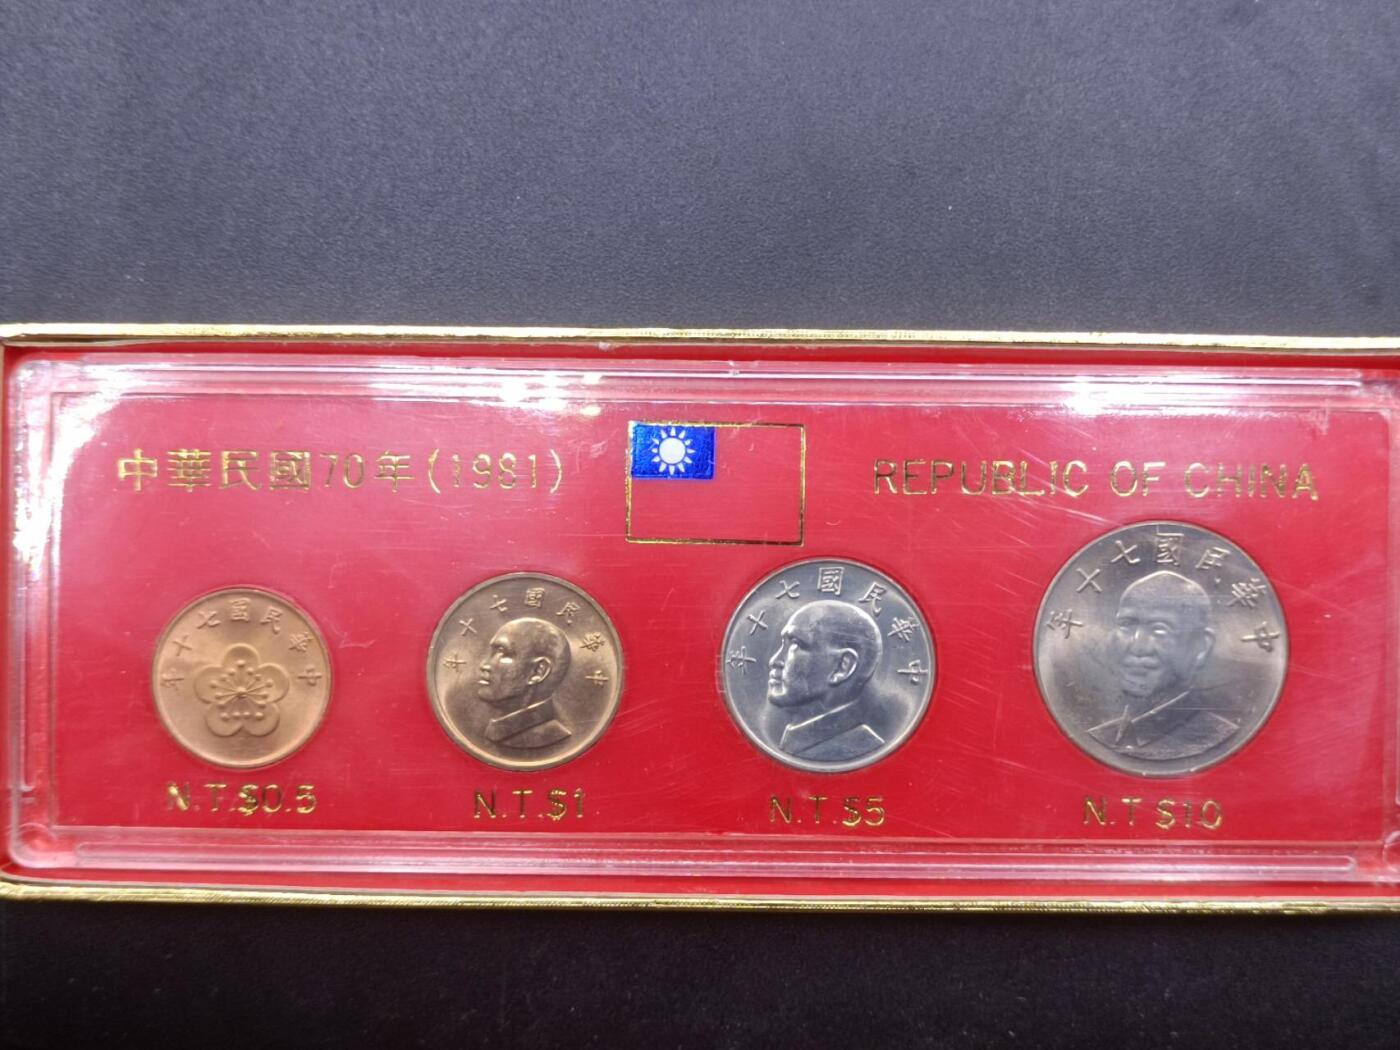 中華民國70年(1981)
REPUBLIC OF CHINA
年十七國民華中
年十七國民華中
年十七國民華中
年十七國民華中
N.T.$0.5
N.T.$1
N.T.$5
N.T$10